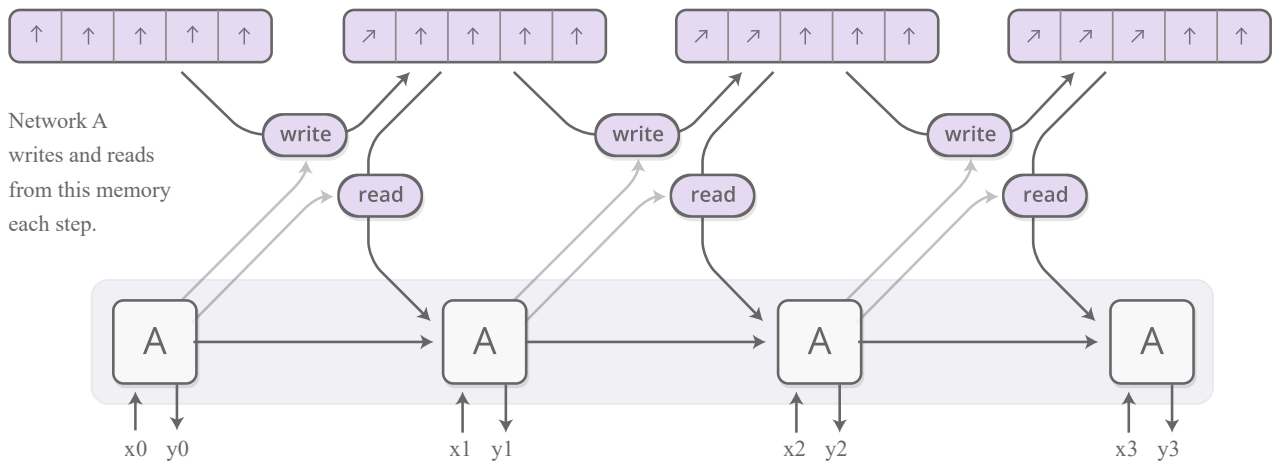 write
write
write
Network A
writes and reads
from this memory
each step.
read
read
read
A
A
A
A
x0 y0
x1 y1
x2 y2
x3 y3